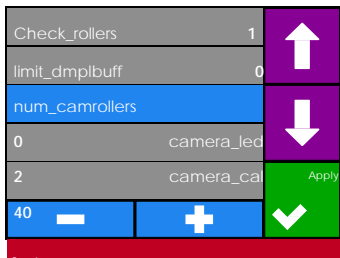 Check_rollers 1
limit_dmplbuff 0
num_camrollers
0 camera_led
2 camera_cal
Apply
40